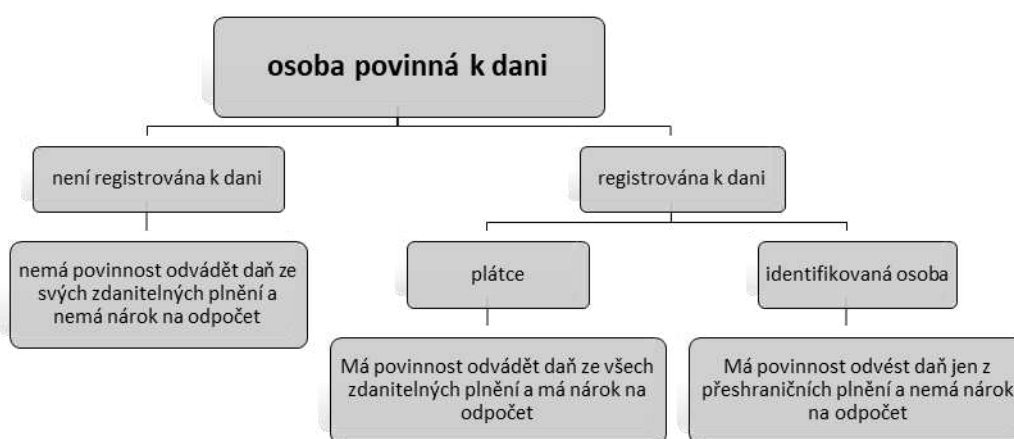 osoba povinná k dani
není registrována k dani
registrována k dani
nemá povinnost odvádět daň ze
svých zdanitelných plnění a
nemá nárok na odpočet
plátce
identifikovaná osoba
Má povinnost odvádět daň ze všech
zdanitelných plnění a má nárok na
odpočet
Má povinnost odvést daň jen z
přeshraničních plnění a nemá nárok
na odpočet